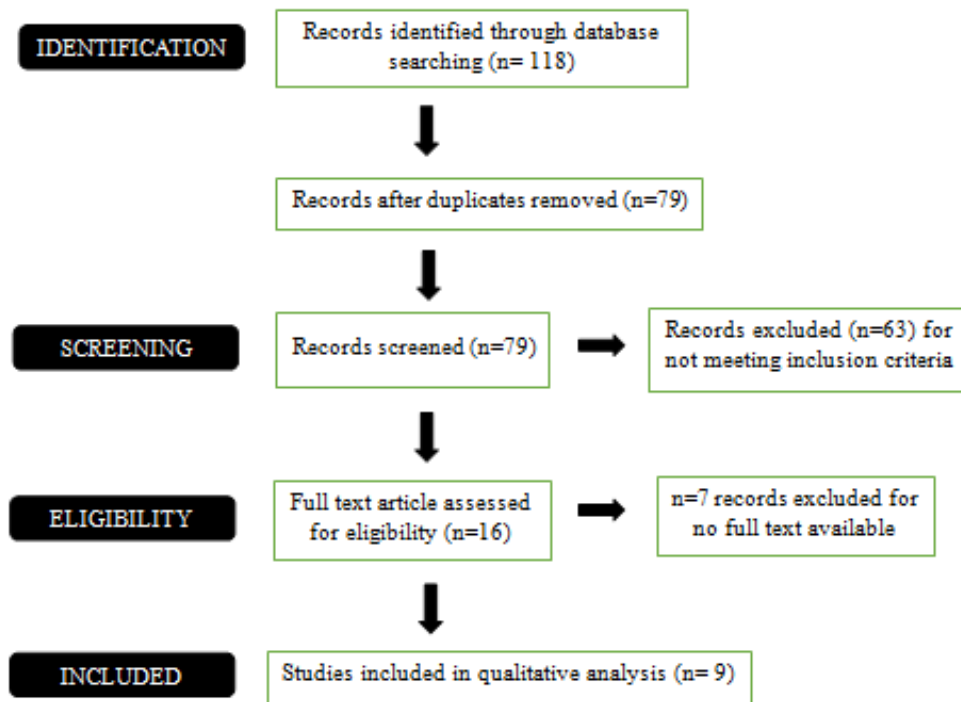 IDENTIFICATION
Records identified through database
searching (n= 118)
Records after duplicates removed (n=79)
SCREENING
Records screened (n=79)
Records excluded (n=63) for
not meeting inclusion criteria
ELIGIBILITY
Full text article assessed
for eligibility (n=16)
n=7 records excluded for
no full text available
INCLUDED
Studies included in qualitative analysis (n= 9)